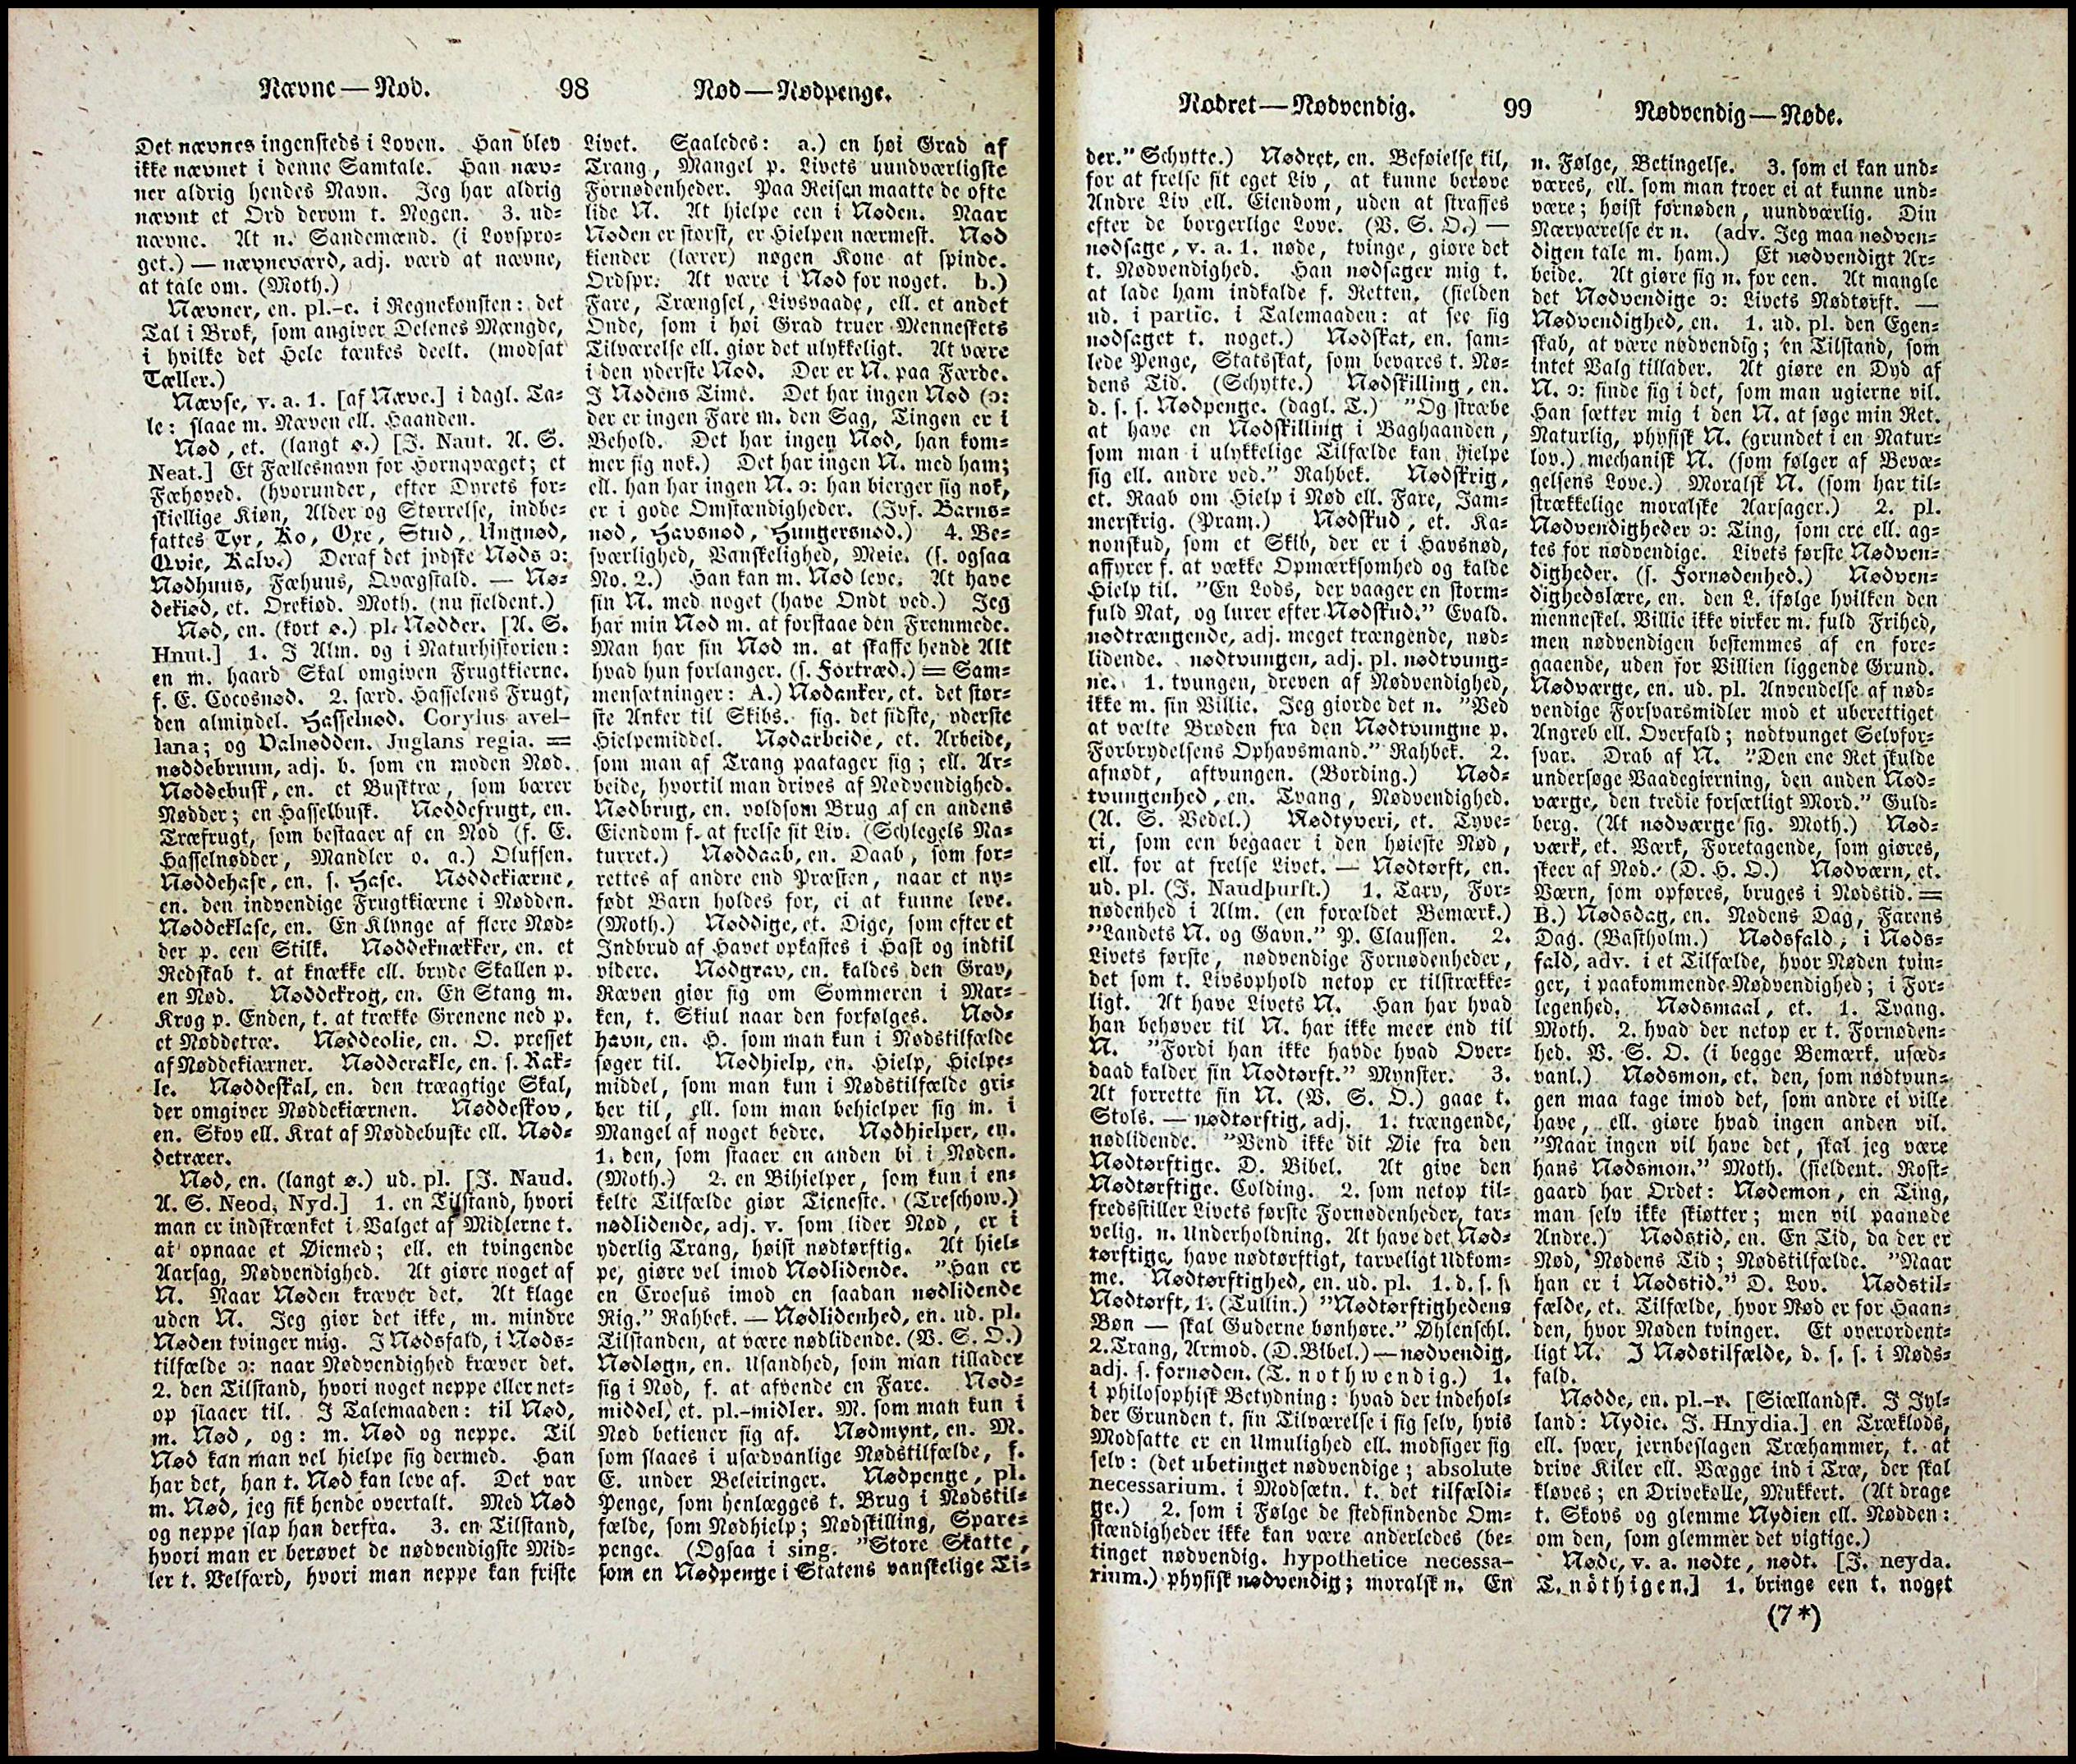 Nævne — Nød.
98
Nød — Nødpenge.
Det nævnes ingensteds i Loven. Han blev
ikke nævnet i denne Samtale. Han næv-
ner aldrig hendes Navn. Jeg har aldrig
nævnt et Ord derom t. Nogen. 3. ud-
nævne. At n. Sandemænd. (i Lovspro-
get.) — nævneværd, adj. værd at nævne,
at tale om. (Moth.)
Nævner, en. pl.-e. i Regnekonsten: det
Tal i Brøk, som angiver Delenes Mængde,
i hvilke det Hele tænkes deelt. (modsat
Tæller.)
Nævse, v. a. 1. [af Næve.] i dagl. Ta-
le: slaae m. Næven ell. Haanden.
Nød, et. (langt ø.) [J. Naut. A. S.
Neat.] Et Fællesnavn for Hornqvæget; et
Fæhøved. (hvorunder, efter Dyrets for-
skiellige Kiøn, Alder og Størrelse, indbe-
fattes Tyr, Ko, Oxe, Stud, Ungnød,
Qvie, Kalv.) Deraf det jydske Nøds ɔ:
Nødhuus, Fæhuus, Qvægstald. — Nø-
dekiød, et. Oxekiød. Moth. (nu sieldent.)
Nød, en. (kort ø.) pl. Nødder. [A. S.
Hnut.] 1. I Alm. og i Naturhistorien:
en m. haard Skal omgiven Frugtkierne.
f. E. Cocosnød. 2. særd. Hasselens Frugt,
den almindel. Hasselnød. Corylus avel-
lana; og Valnødden. Juglans regia. =
nøddebruun, adj. b. som en moden Nød.
Nøddebusk, en. et Busktræ, som bærer
Nødder; en Hasselbusk. Nøddefrugt, en.
Træfrugt, som bestaaer af en Nød (f. E.
Hasselnødder, Mandler o. a.) Olufsen.
Nøddehase, en. s. Hase. Nøddekiærne,
en. den indvendige Frugtkiærne i Nødden.
Nøddeklase, en. En Klynge af flere Nød-
der p. een Stilk. Nøddeknækker, en. et
Redskab t. at knække ell. bryde Skallen p.
en Nød. Nøddekrog, en. En Stang m.
Krog p. Enden, t. at trække Grenene ned p.
et Nøddetræ. Nøddeolie, en. O. presset
af Nøddekiærner. Nødderakle, en. s. Rak-
le. Nøddeskal, en. den træagtige Skal,
der omgiver Nøddekiærnen. Nøddeskov,
en. Skov ell. Krat af Nøddebuske ell. Nød-
detræer.
Nød, en. (langt ø.) ud. pl. [J. Naud.
A. S. Neod, Nyd.] 1. en Tilstand, hvori
man er indskrænket i Valget af Midlerne t.
at opnaae et Øiemed; ell. en tvingende
Aarsag, Nødvendighed. At giøre noget af
N. Naar Nøden kræver det. At klage
uden N. Jeg giør det ikke, m. mindre
Nøden tvinger mig. I Nødsfald, i Nøds-
tilfælde ɔ: naar Nødvendighed kræver det.
2. den Tilstand, hvori noget neppe eller net-
op slaaer til. I Talemaaden: til Nød,
m. Nød, og: m. Nød og neppe. Til
Nød kan man vel hielpe sig dermed. Han
har det, han t. Nød kan leve af. Det var
m. Nød, jeg fik hende overtalt. Med Nød
og neppe slap han derfra. 3. en Tilstand,
hvori man er berøvet de nødvendigste Mid-
ler t. Velfærd, hvori man neppe kan friste
Livet. Saaledes: a.) en høi Grad af
Trang, Mangel p. Livets uundværligste
Fornødenheder. Paa Reisen maatte de ofte
lide N. At hielpe een i Nøden. Naar
Nøden er størst, er Hielpen nærmest. Nød
kiender (lærer) nøgen Kone at spinde.
Ordspr. At være i Nød for noget. b.)
Fare, Trængsel, Livsvaade, ell. et andet
Onde, som i høi Grad truer Menneskets
Tilværelse ell. giør det ulykkeligt. At være
i den yderste Nød. Der er N. paa Færde.
I Nødens Time. Det har ingen Nød (ɔ:
der er ingen Fare m. den Sag, Tingen er i
Behold. Det har ingen Nød, han kom-
mer sig nok.) Det har ingen N. med ham;
ell. han har ingen N. ɔ: han bierger sig nok,
er i gode Omstændigheder. (Jvf. Barns-
nød, Havsnød, Hungersnød.) 4. Be-
sværlighed, Vanskelighed, Møie. (s. ogsaa
No. 2.) Han kan m. Nød leve. At have
sin N. med noget (have Ondt ved.) Jeg
har min Nød m. at forstaae den Fremmede.
Man har sin Nød m. at skaffe hende Alt
hvad hun forlanger. (s. Fortræd.) = Sam-
mensætninger: A.) Nødanker, et. det stør-
ste Anker til Skibs. fig. det sidste, yderste
Hielpemiddel. Nødarbeide, et. Arbeide,
som man af Trang paatager sig; ell. Ar-
beide, hvortil man drives af Nødvendighed.
Nødbrug, en. voldsom Brug af en andens
Eiendom f. at frelse sit Liv. (Schlegels Na-
turret.) Nøddaab, en. Daab, som for-
rettes af andre end Præsten, naar et ny-
født Barn holdes for, ei at kunne leve.
(Moth.) Nøddige, et. Dige, som efter et
Indbrud af Havet opkastes i Hast og indtil
videre. Nødgrav, en. kaldes den Grav,
Ræven giør sig om Sommeren i Mar-
ken, t. Skiul naar den forfølges. Nød-
havn, en. H. som man kun i Nødstilfælde
søger til. Nødhielp, en. Hielp, Hielpe-
middel, som man kun i Nødstilfælde gri-
ber til, ell. som man behielper sig m. i
Mangel af noget bedre. Nødhielper, en.
1. den, som staaer en anden bi i Nøden.
(Moth.) 2. en Bihielper, som kun i en-
kelte Tilfælde giør Tieneste. (Treschow.)
nødlidende, adj. v. som lider Nød, er i
yderlig Trang, høist nødtørftig. At hiel-
pe, giøre vel imod Nødlidende. "Han er
en Croesus imod en saadan nødlidende
Rig." Rahbek. — Nødlidenhed, en. ud. pl.
Tilstanden, at være nødlidende. (V. S. O.)
Nødløgn, en. Usandhed, som man tillader
sig i Nød, f. at afvende en Fare. Nød-
middel, et. pl.-midler. M. som man kun i
Nød betiener sig af. Nødmynt, en. M.
som slaaes i usædvanlige Nødstilfælde, f.
E. under Beleiringer. Nødpenge, pl.
Penge, som henlægges t. Brug i Nødstil-
fælde, som Nødhielp; Nødskilling, Spare-
penge. (Ogsaa i sing. "Store Skatte,
som en Nødpenge i Statens vanskelige Ti-
Nødret — Nødvendig.
99
Nødvendig — Nøde.
der." Schytte.) Nødret, en. Beføielse til,
for at frelse sit eget Liv, at kunne berøve
Andre Liv ell. Eiendom, uden at straffes
efter de borgerlige Love. (V. S. O.) —
nødsage, v. a. 1. nøde, tvinge, giøre det
t. Nødvendighed. Han nødsager mig t.
at lade ham indkalde f. Retten. (sielden
ud. i partic. i Talemaaden: at see sig
nødsaget t. noget.) Nødskat, en. sam-
lede Penge, Statsskat, som bevares t. Nø-
dens Tid. (Schytte.) Nødskilling, en.
d. s. s. Nødpenge. (dagl. T.) "Og stræbe
at have en Nødskilling i Baghaanden,
som man i ulykkelige Tilfælde kan hielpe
sig ell. andre ved." Rahbek. Nødskrig,
et. Raab om Hielp i Nød ell. Fare, Jam-
merskrig. (Pram.) Nødskud, et. Ka-
nonskud, som et Skib, der er i Havsnød,
affyrer f. at vække Opmærksomhed og kalde
Hielp til. "En Lods, der vaager en storm-
fuld Nat, og lurer efter Nødskud." Evald.
nødtrængende, adj. meget trængende, nød-
lidende. nødtvungen, adj. pl. nødtvung-
ne. 1. tvungen, dreven af Nødvendighed,
ikke m. sin Villie. Jeg giorde det n. "Ved
at vælte Brøden fra den Nødtvungne p.
Forbrydelsens Ophavsmand." Rahbek. 2.
afnødt, aftvungen. (Bording.) Nød-
tvungenhed, en. Tvang, Nødvendighed.
(A. S. Vedel.) Nødtyveri, et. Tyve-
ri, som een begaaer i den høieste Nød,
ell. for at frelse Livet. — Nødtørft, en.
ud. pl. (J. Naudþurft.) 1. Tarv, For-
nødenhed i Alm. (en forældet Bemærk.)
"Landets N. og Gavn." P. Claussen. 2.
Livets første, nødvendige Fornødenheder,
det som t. Livsophold netop er tilstrække-
ligt. At have Livets N. Han har hvad
han behøver til N. har ikke meer end til
N. "Fordi han ikke havde hvad Over-
daad kalder sin Nødtørft." Mynster. 3.
At forrette sin N. (V. S. O.) gaae t.
Stols. — nødtørftig, adj. 1. trængende,
nødlidende. "Vend ikke dit Øie fra den
Nødtørftige. D. Bibel. At give den
Nødtørftige. Colding. 2. som netop til-
fredsstiller Livets første Fornødenheder, tar-
velig. n. Underholdning. At have det Nød-
tørftige, have nødtørftigt, tarveligt Udkom-
me. Nødtørftighed, en. ud. pl. 1. d. s. s.
Nødtørft, 1. (Tullin.) "Nødtørftighedens
Bøn — skal Guderne bønhøre." Øhlenschl.
2. Trang, Armod. (D. Bibel.) — nødvendig,
adj. s. fornøden. (T. nothwendig.) 1.
i philosophisk Betydning: hvad der indehol-
der Grunden t. sin Tilværelse i sig selv, hvis
Modsatte er en Umulighed ell. modsiger sig
selv: (det ubetinget nødvendige; absolute
necessarium. i Modsætn. t. det tilfældi-
ge.) 2. som i Følge de stedfindende Om-
stændigheder ikke kan være anderledes (be-
tinget nødvendig. hypothetice necessa-
rium.) physisk nødvendig; moralsk n. En
n. Følge, Betingelse. 3. som ei kan und-
væres, ell. som man troer ei at kunne und-
være; høist fornøden, uundværlig. Din
Nærværelse er n. (adv. Jeg maa nødven-
digen tale m. ham.) Et nødvendigt Ar-
beide. At giøre sig n. for een. At mangle
det Nødvendige ɔ: Livets Nødtørft. —
Nødvendighed, en. 1. ud. pl. den Egen-
skab, at være nødvendig; en Tilstand, som
intet Valg tillader. At giøre en Dyd af
N. ɔ: finde sig i det, som man ugierne vil.
Han sætter mig i den N. at søge min Ret.
Naturlig, physisk N. (grundet i en Natur-
lov.) mechanisk N. (som følger af Bevæ-
gelsens Love.) Moralsk N. (som har til-
strækkelige moralske Aarsager.) 2. pl.
Nødvendigheder ɔ: Ting, som ere ell. ag-
tes for nødvendige. Livets første Nødven-
digheder. (s. Fornødenhed.) Nødven-
dighedslære, en. den L. ifølge hvilken den
menneskel. Villie ikke virker m. fuld Frihed,
men nødvendigen bestemmes af en fore-
gaaende, uden for Villien liggende Grund.
Nødværge, en. ud. pl. Anvendelse af nød-
vendige Forsvarsmidler mod et uberettiget
Angreb ell. Overfald; nødtvunget Selvfor-
svar. Drab af N. "Den ene Ret skulde
undersøge Vaadegierning, den anden Nød-
værge, den tredie forsætligt Mord." Guld-
berg. (At nødværge sig. Moth.) Nød-
værk, et. Værk, Foretagende, som giøres,
skeer af Nød. (D. H. O.) Nødværn, et.
Værn, som opføres, bruges i Nødstid. =
B.) Nødsdag, en. Nødens Dag, Farens
Dag. (Bastholm.) Nødsfald, i Nøds-
fald, adv. i et Tilfælde, hvor Nøden tvin-
ger, i paakommende Nødvendighed; i For-
legenhed. Nødsmaal, et. 1. Tvang.
Moth. 2. hvad der netop er t. Fornøden-
hed. V. S. O. (i begge Bemærk. usæd-
vanl.) Nødsmon, et. den, som nødtvun-
gen maa tage imod det, som andre ei ville
have, ell. giøre hvad ingen anden vil.
"Naar ingen vil have det, skal jeg være
hans Nødsmon." Moth. (sieldent. Rost-
gaard har Ordet: Nødemon, en Ting,
man selv ikke skiøtter; men vil paanøde
Andre.) Nødstid, en. En Tid, da der er
Nød, Nødens Tid; Nødstilfælde. "Naar
han er i Nødstid." D. Lov. Nødstil-
fælde, et. Tilfælde, hvor Nød er for Haan-
den, hvor Nøden tvinger. Et overordent-
ligt N. I Nødstilfælde, d. s. s. i Nøds-
fald.
Nødde, en. pl.-r. [Siællandsk. I Jyl-
land: Nydie. J. Hnydia.] en Træklods,
ell. svær, jernbeslagen Træhammer, t. at
drive Kiler ell. Vægge ind i Træ, der skal
kløves; en Drivekølle, Mukkert. (At drage
t. Skovs og glemme Nydien ell. Nødden:
om den, som glemmer det vigtige.)
Nøde, v. a. nødte, nødt. [J. neyda.
T. nöthigen.] 1. bringe een t. noget
(7*)